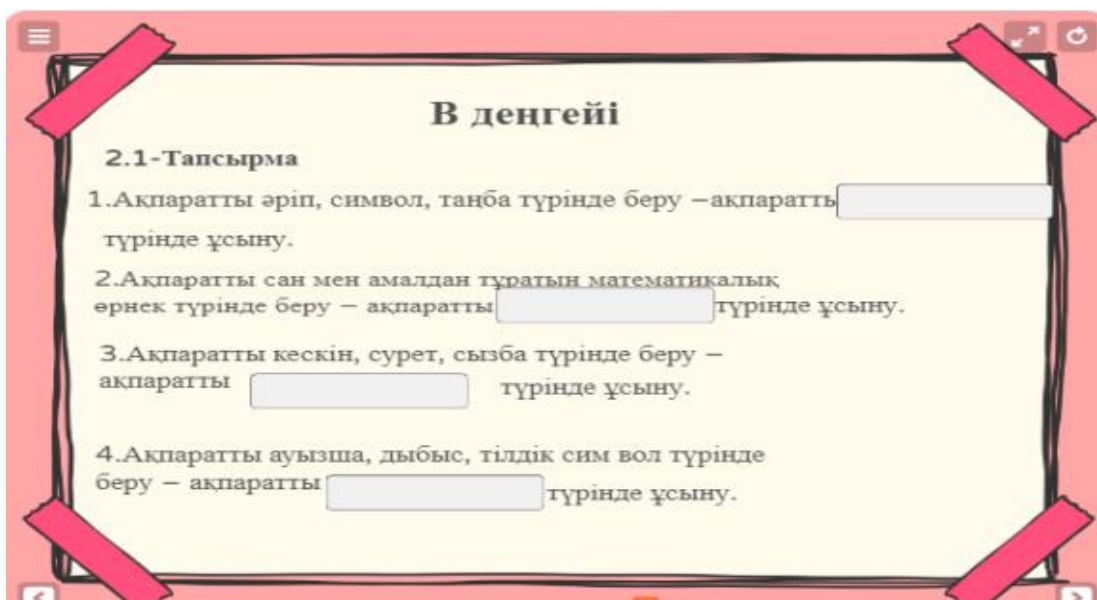 В деңгейі
2.1-Тапсырма
1.Ақпаратты әріп, символ, таңба түрінде беру –ақпаратты
түрінде ұсыну.
2.Ақпаратты сан мен амалдан тұратын математикалық
өрнек түрінде беру – ақпаратты түрінде ұсыну.
3.Ақпаратты кескін, сурет, сызба түрінде беру –
ақпаратты түрінде ұсыну.
4.Ақпаратты ауызша, дыбыс, тілдік сим вол түрінде
беру – ақпаратты түрінде ұсыну.